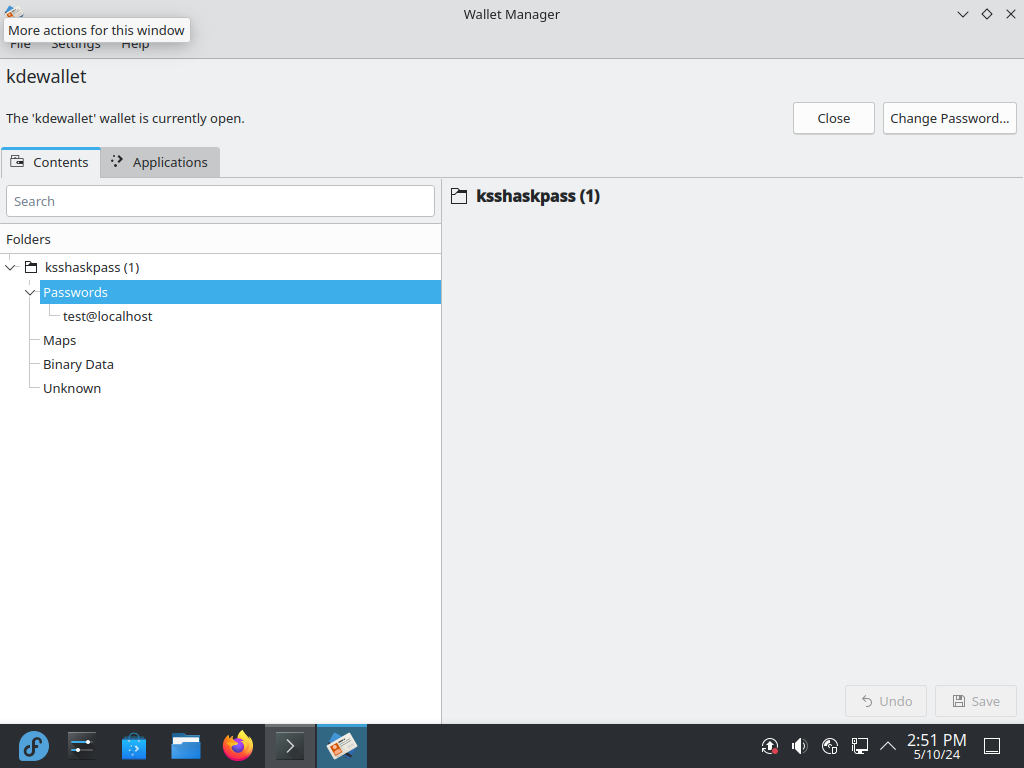 Wallet Manager
More actions for this window
File Settings Help
kdewallet
The 'kdewallet' wallet is currently open.
Close
Change Password...
Contents
Applications
Search
ksshaskpass (1)
Folders
ksshaskpass (1)
Passwords
test@localhost
Maps
Binary Data
Unknown
Undo
Save
2:51 PM
5/10/24